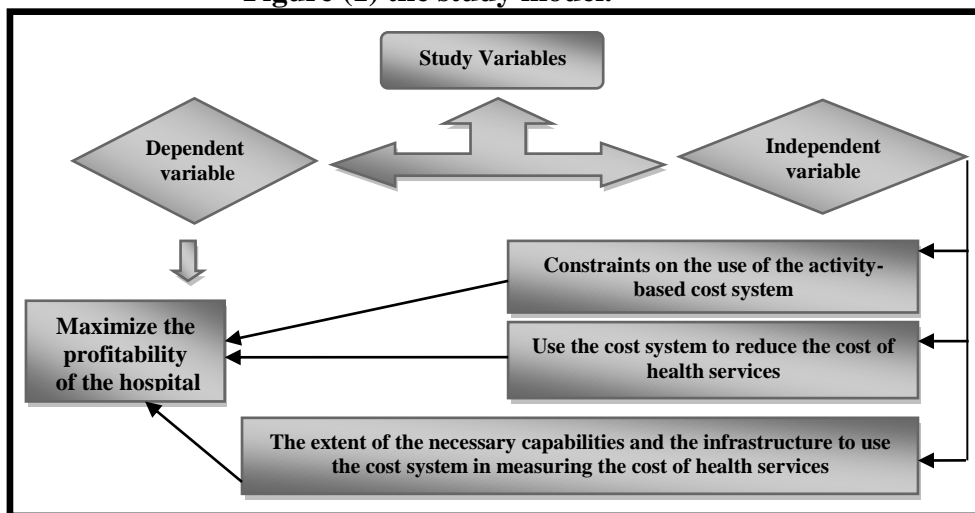 Figure (1) the study model.
Study Variables
Dependent
variable
Independent
variable
Constraints on the use of the activity-
based cost system
Maximize the
profitability
of the hospital
Use the cost system to reduce the cost of
health services
The extent of the necessary capabilities and the infrastructure to use
the cost system in measuring the cost of health services